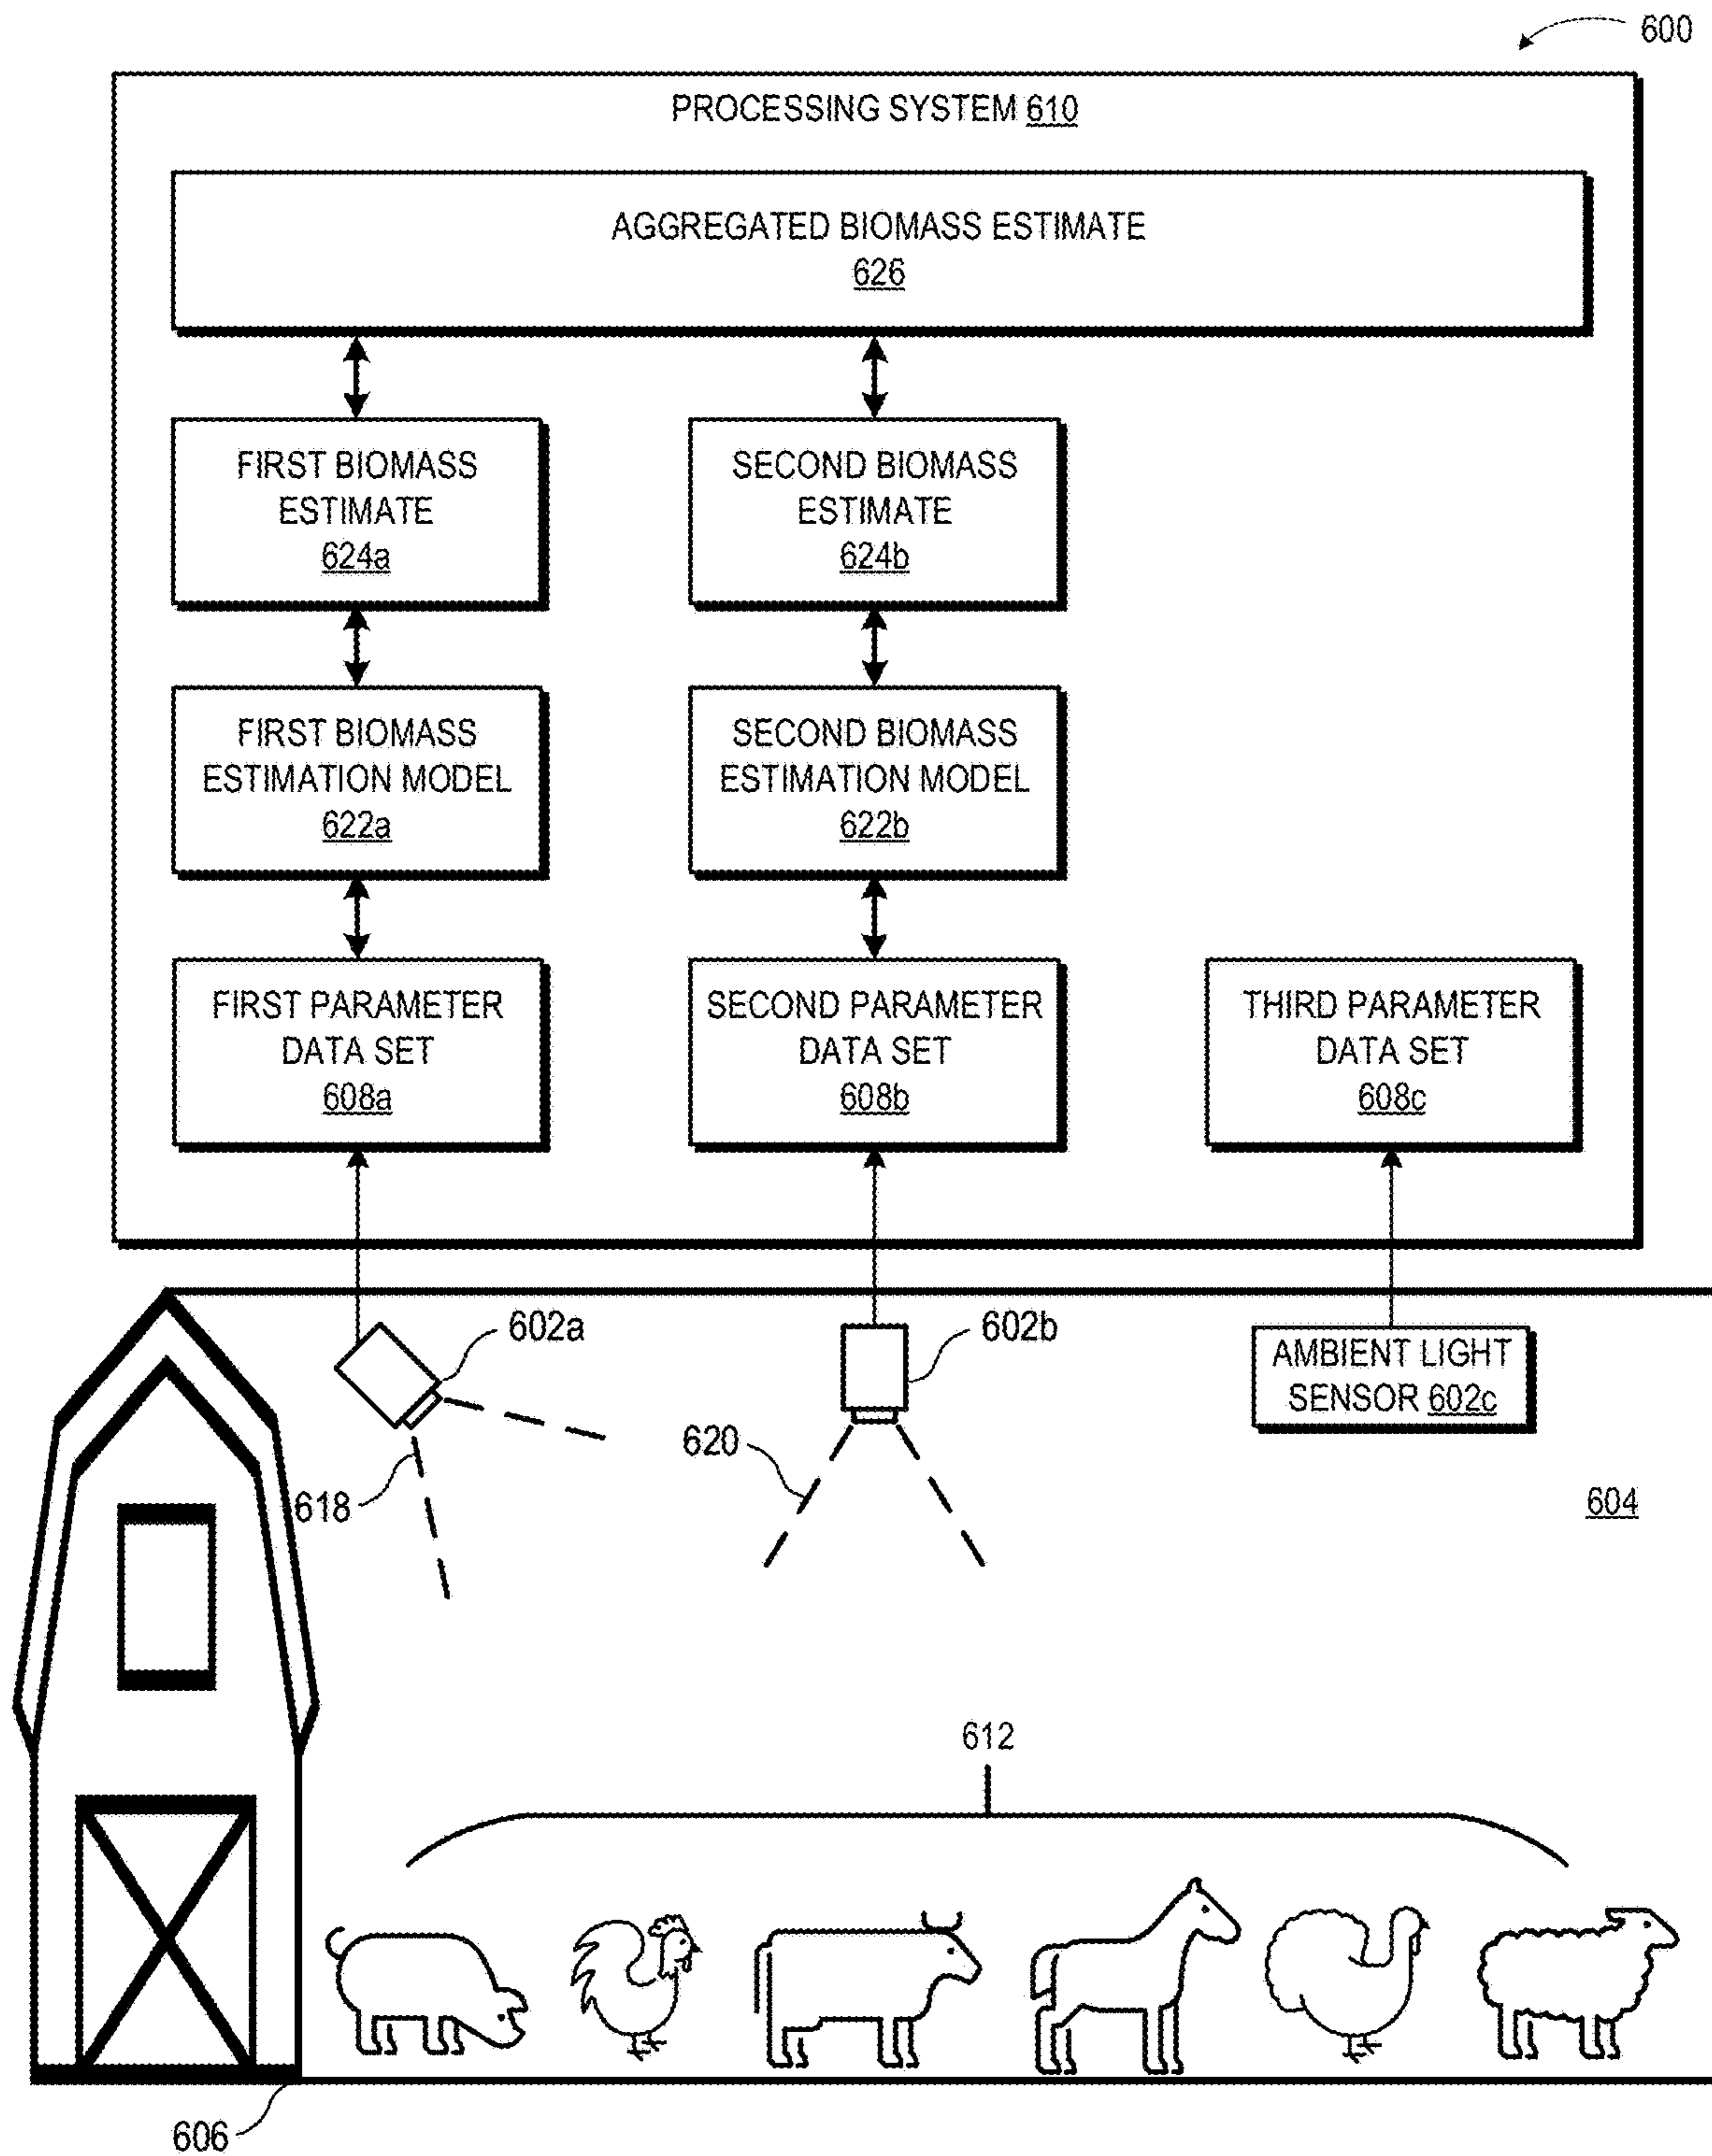 600
PROCESSING SYSTEM 610
AGGREGATED BIOMASS ESTIMATE
626
FIRST BIOMASS
ESTIMATE
624a
SECOND BIOMASS
ESTIMATE
624b
FIRST BIOMASS
ESTIMATION MODEL
622a
SECOND BIOMASS
ESTIMATION MODEL
622b
FIRST PARAMETER
DATA SET
608a
SECOND PARAMETER
DATA SET
608b
THIRD PARAMETER
DATA SET
608c
602a
602b
AMBIENT LIGHT
SENSOR 602c
618
620
604
612
606